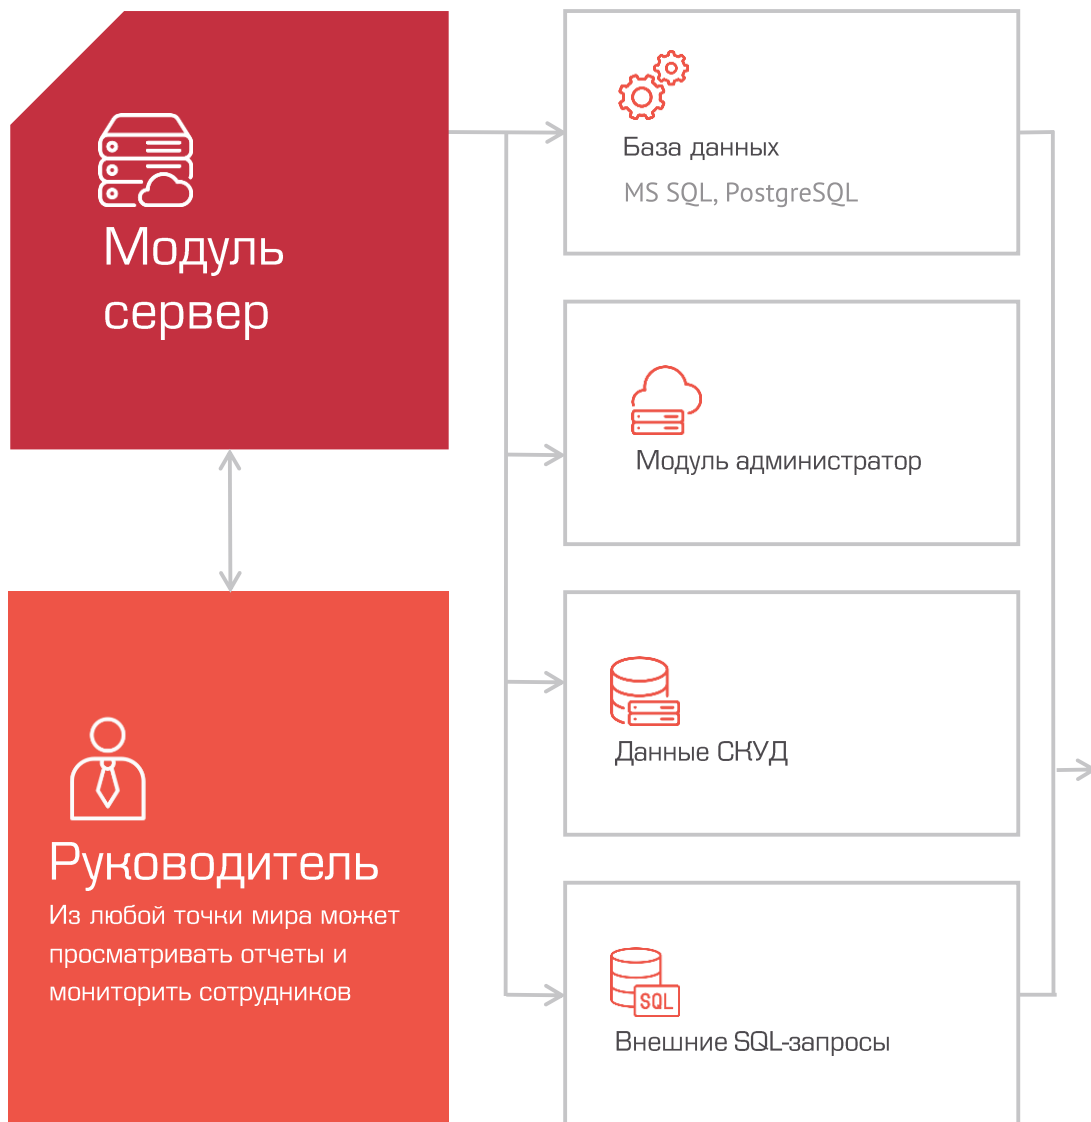 Модуль
сервер
База данных
MS SQL, PostgreSQL
Модуль администратор
Данные СКУД
Руководитель
Из любой точки мира может
просматривать отчеты и
мониторить сотрудников
SQL
Внешние SQL-запросы